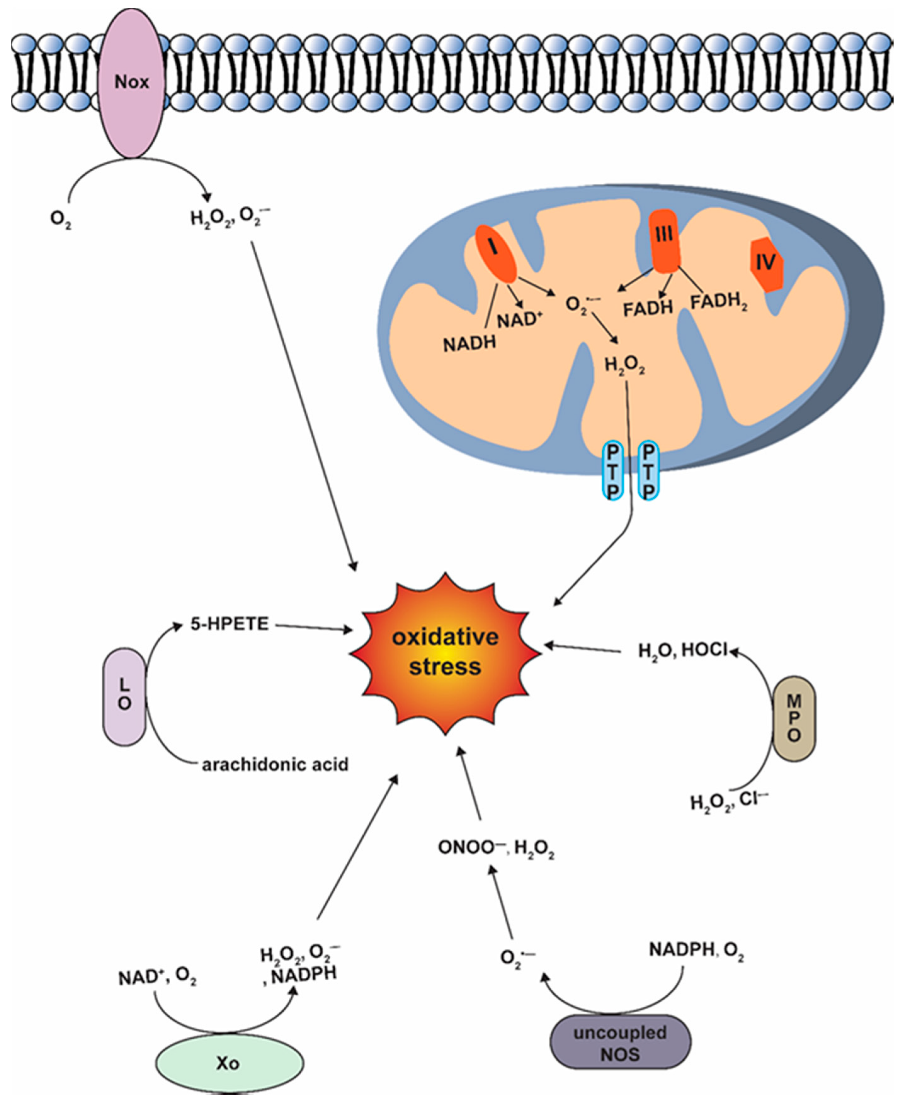 Nox
O₂
H₂O₂, O₂·—
I
III
IV
NADH
NAD⁺
O₂·—
FADH
FADH₂
H₂O₂
P
T
P
P
T
P
oxidative
stress
5-HPETE
L
O
arachidonic acid
H₂O, HOCl
M
P
O
H₂O₂, Cl—
ONOO—, H₂O₂
O₂·—
NADPH, O₂
uncoupled
NOS
NAD⁺, O₂
H₂O₂, O₂·—
, NADPH
Xo